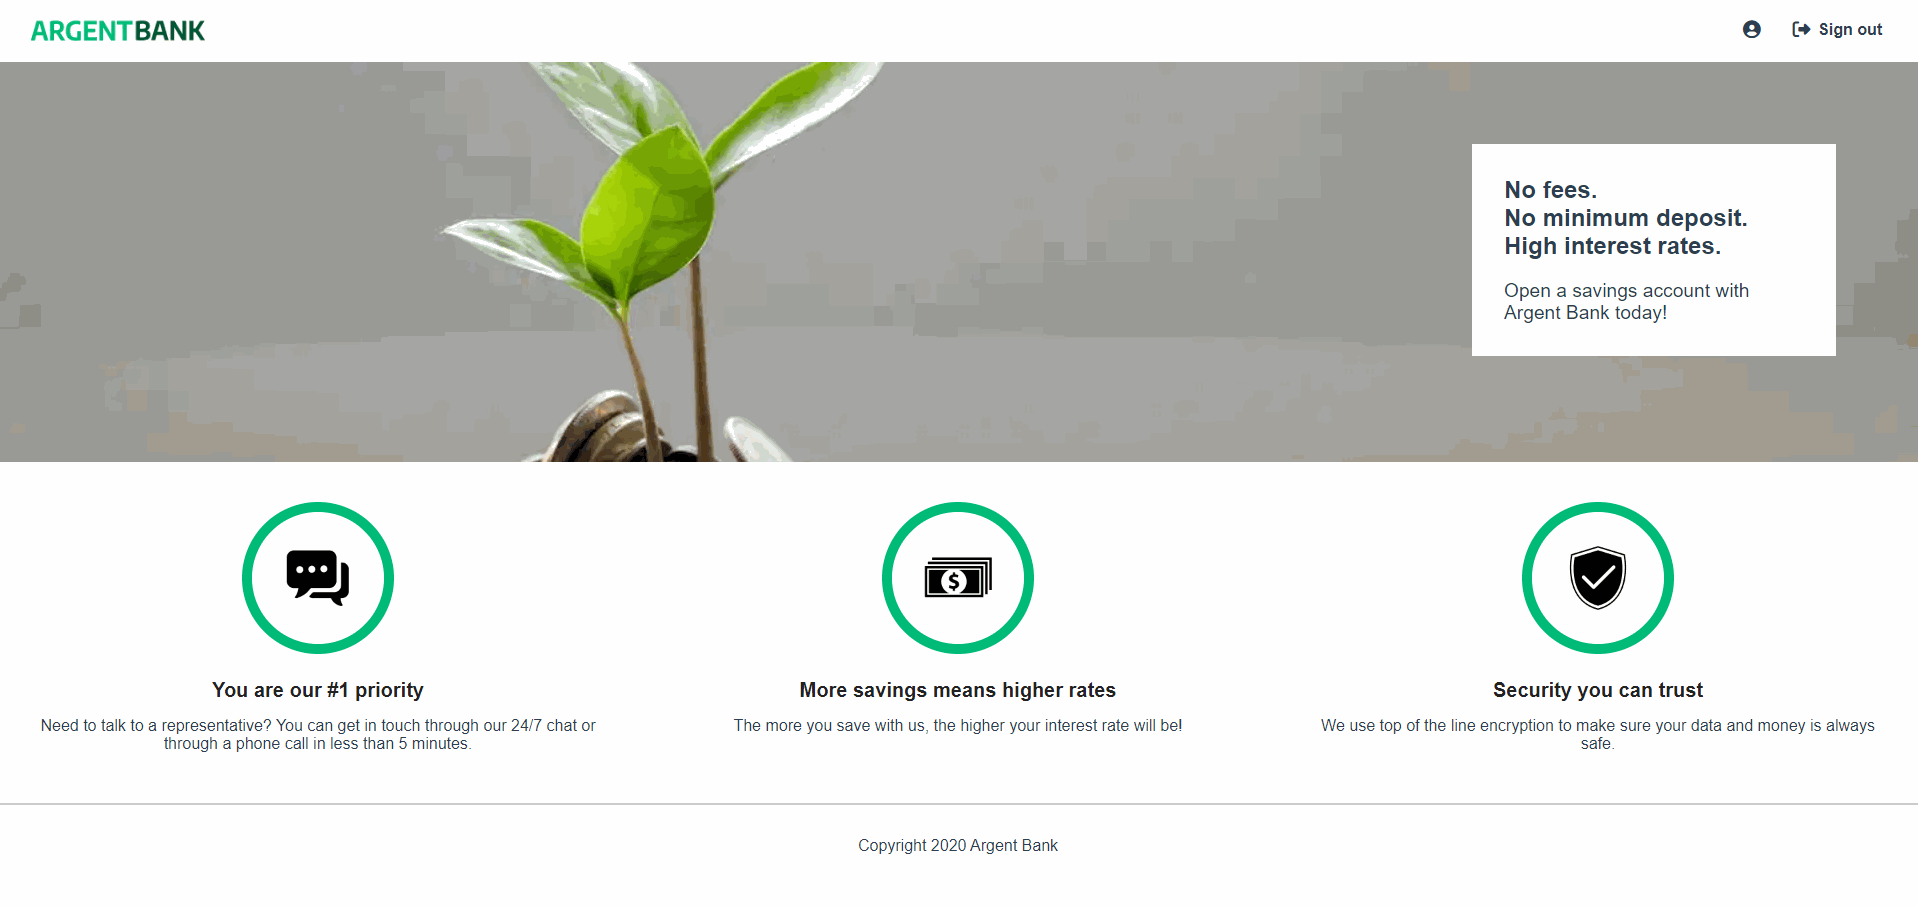 ARGENTBANK
Sign out
No fees.
No minimum deposit.
High interest rates.
Open a savings account with
Argent Bank today!
You are our #1 priority
Need to talk to a representative? You can get in touch through our 24/7 chat or
through a phone call in less than 5 minutes.
More savings means higher rates
The more you save with us, the higher your interest rate will be!
Security you can trust
We use top of the line encryption to make sure your data and money is always
safe.
Copyright 2020 Argent Bank